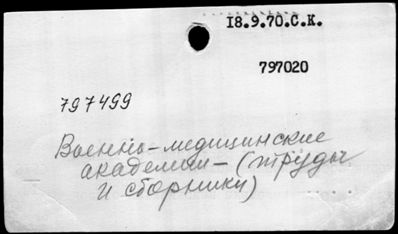 18.9.70.С.К.
797020
797499
Военно-медицинские
академии - (труды
и сборники)